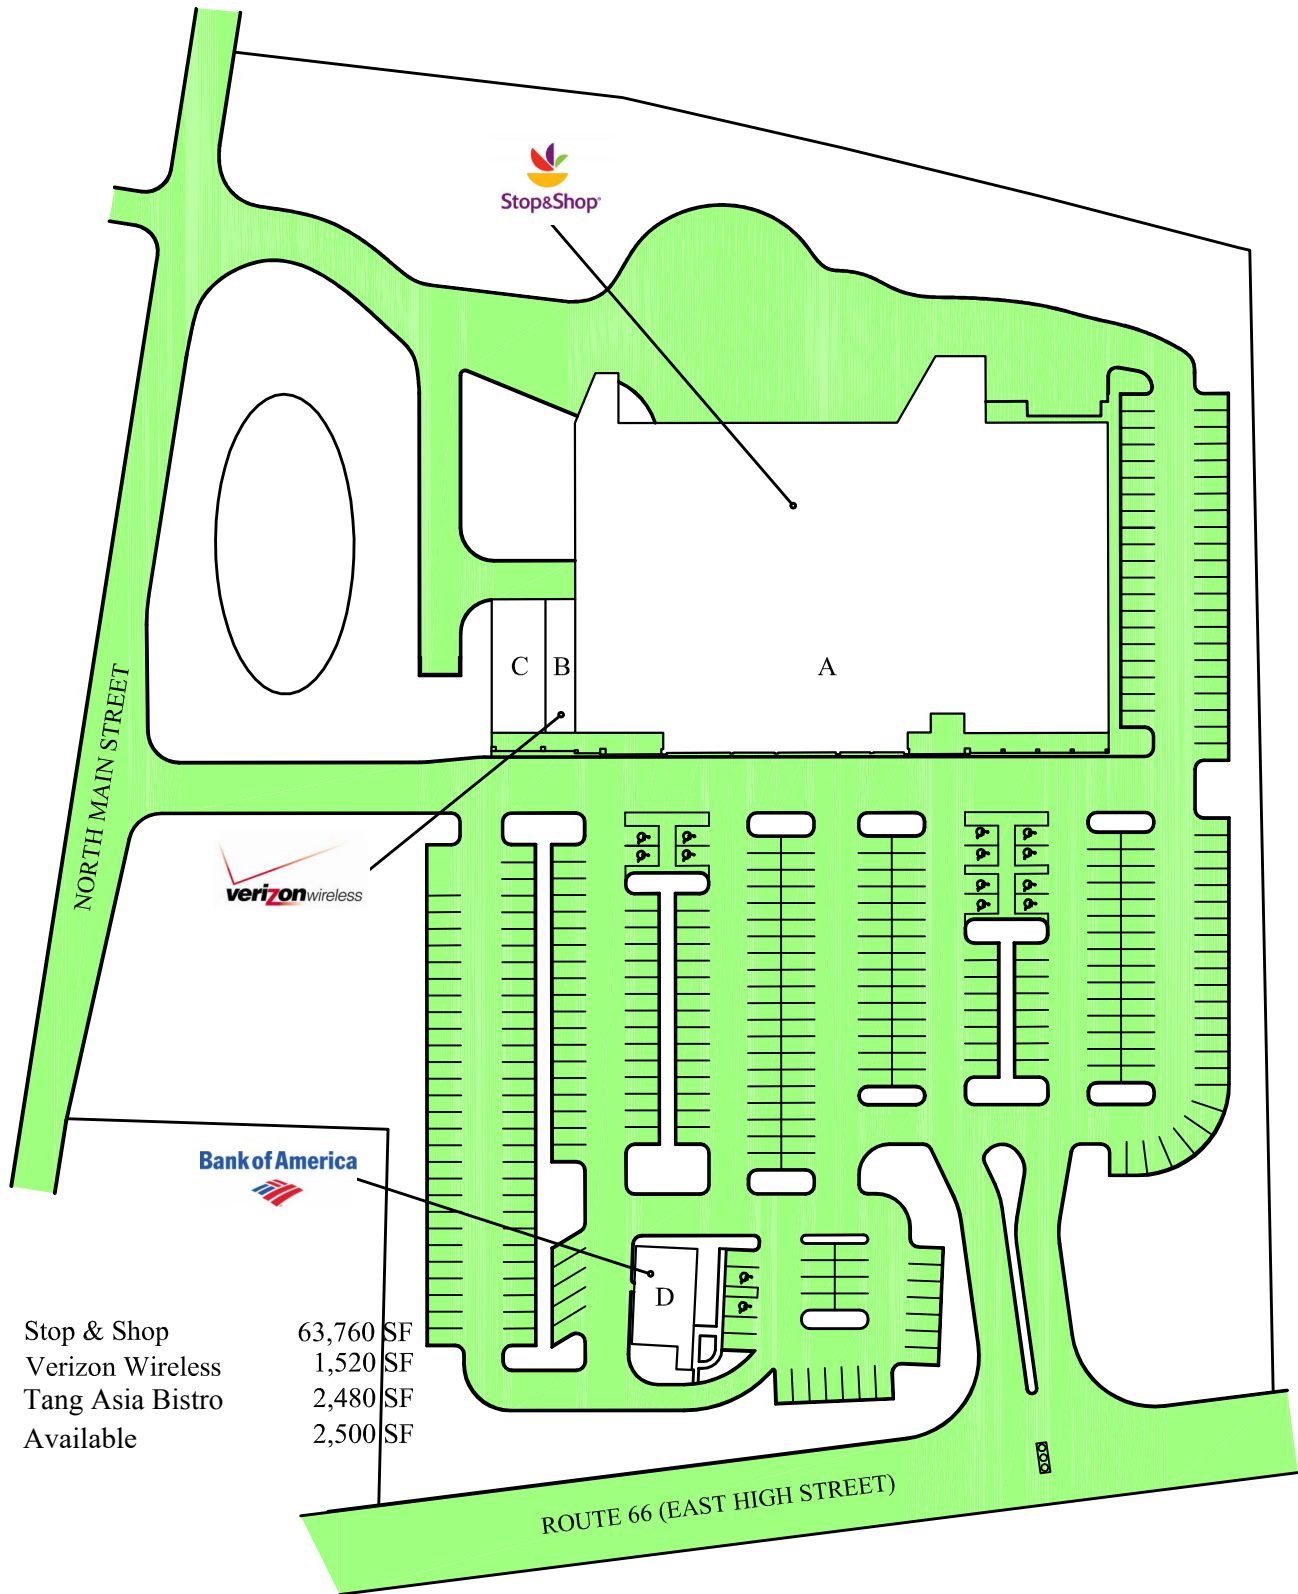 Stop&Shop®
C
B
A
NORTH MAIN STREET
verizonwireless
Bank of America
D
Stop & Shop 63,760 SF
Verizon Wireless 1,520 SF
Tang Asia Bistro 2,480 SF
Available 2,500 SF
ROUTE 66 (EAST HIGH STREET)